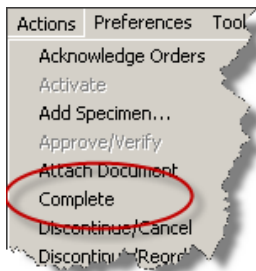 Actions Preferences Tool
Acknowledge Orders
Activate
Add Specimen...
Approve/Verify
Attach Document
Complete
Discontinue/Cancel